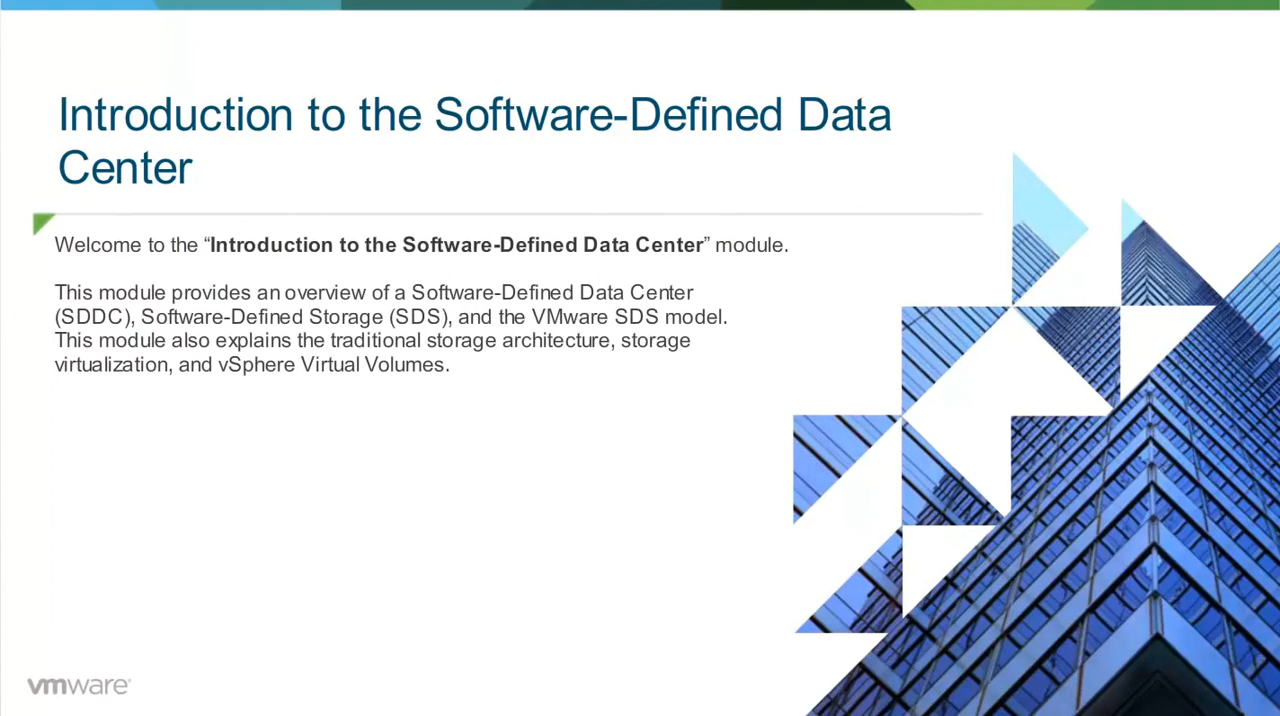 Introduction to the Software-Defined Data
Center
Welcome to the “Introduction to the Software-Defined Data Center” module.
This module provides an overview of a Software-Defined Data Center
(SDDC), Software-Defined Storage (SDS), and the VMware SDS model.
This module also explains the traditional storage architecture, storage
virtualization, and vSphere Virtual Volumes.
vmware®